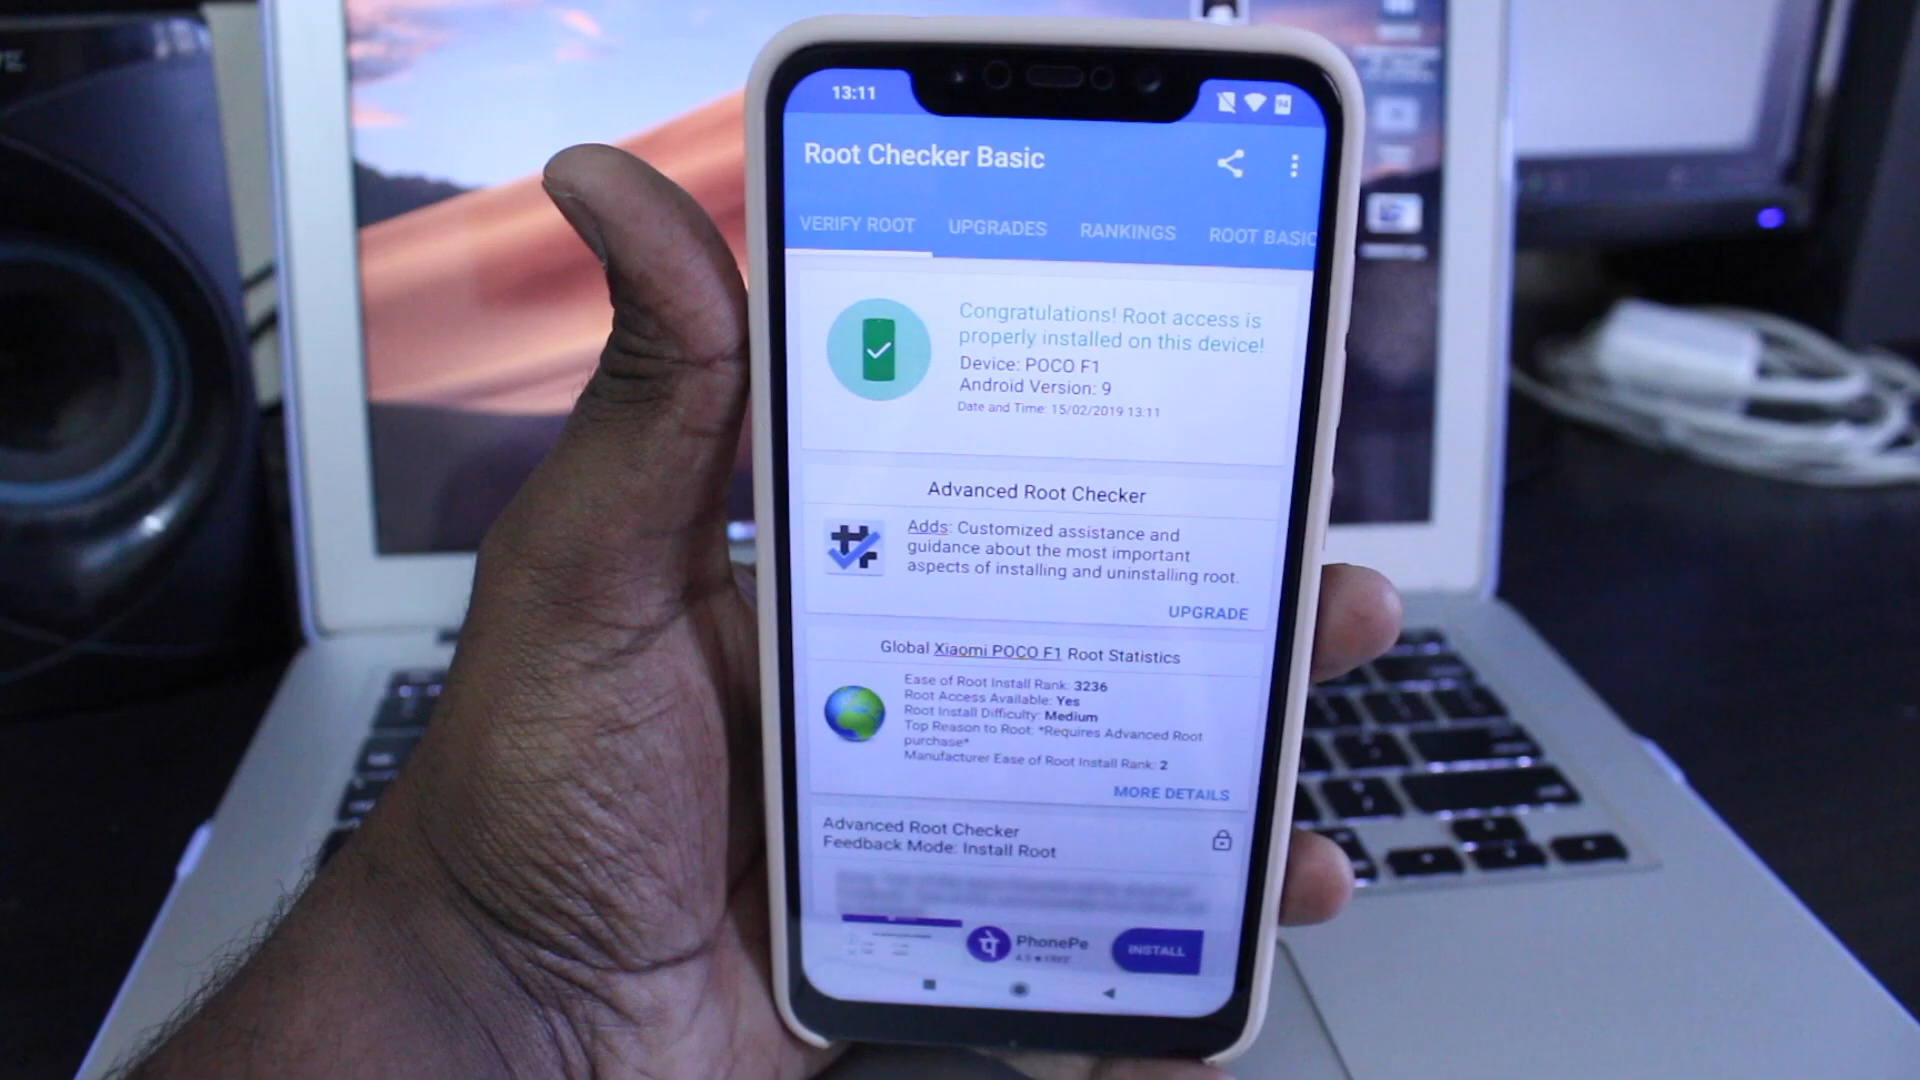 13:11
94
Root Checker Basic
VERIFY ROOT UPGRADES RANKINGS ROOT BASIC
Congratulations! Root access is
properly installed on this device!
Device: POCO F1
Android Version: 9
Date and Time: 15/02/2019 13:11
Advanced Root Checker
Adds: Customized assistance and
guidance about the most important
aspects of installing and uninstalling root.
UPGRADE
Global Xiaomi POCO F1 Root Statistics
Ease of Root Install Rank: 3236
Root Access Available: Yes
Root Install Difficulty: Medium
Top Reason to Root: *Requires Advanced Root
purchase*
Manufacturer Ease of Root Install Rank: 2
MORE DETAILS
Advanced Root Checker
Feedback Mode: Install Root
पे PhonePe
4.5 ★ FREE
INSTALL